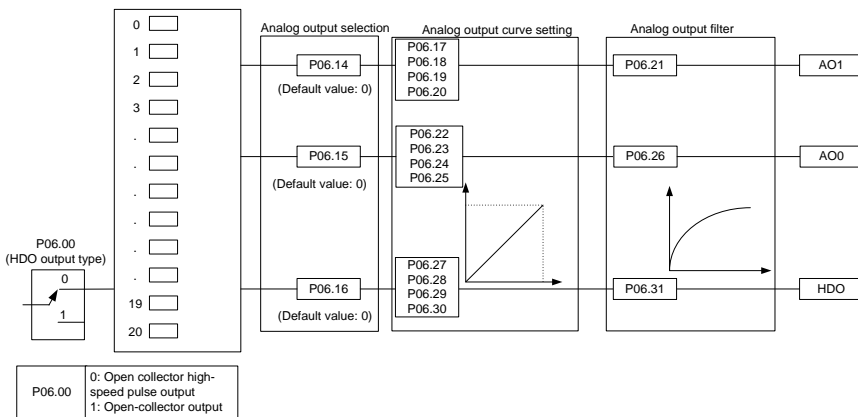 Analog output selection
Analog output curve setting
Analog output filter
0
1
2
3
.
.
.
.
.
.
19
20
P06.14
(Default value: 0)
P06.17
P06.18
P06.19
P06.20
P06.21
AO1
P06.15
(Default value: 0)
P06.22
P06.23
P06.24
P06.25
P06.26
AO0
P06.16
(Default value: 0)
P06.27
P06.28
P06.29
P06.30
P06.31
HDO
P06.00
(HDO output type)
0
1
P06.00
0: Open collector high-
speed pulse output
1: Open-collector output